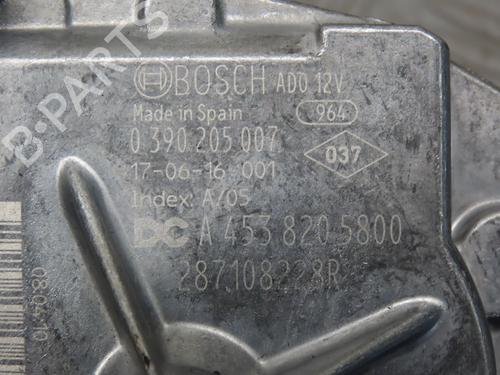 BOSCH ADO 12V
Made in Spain 964
0 390 205 007
037
17-06-16 001
Index: A/05
DC A 453 820 5800
287108228R
B-PARTS